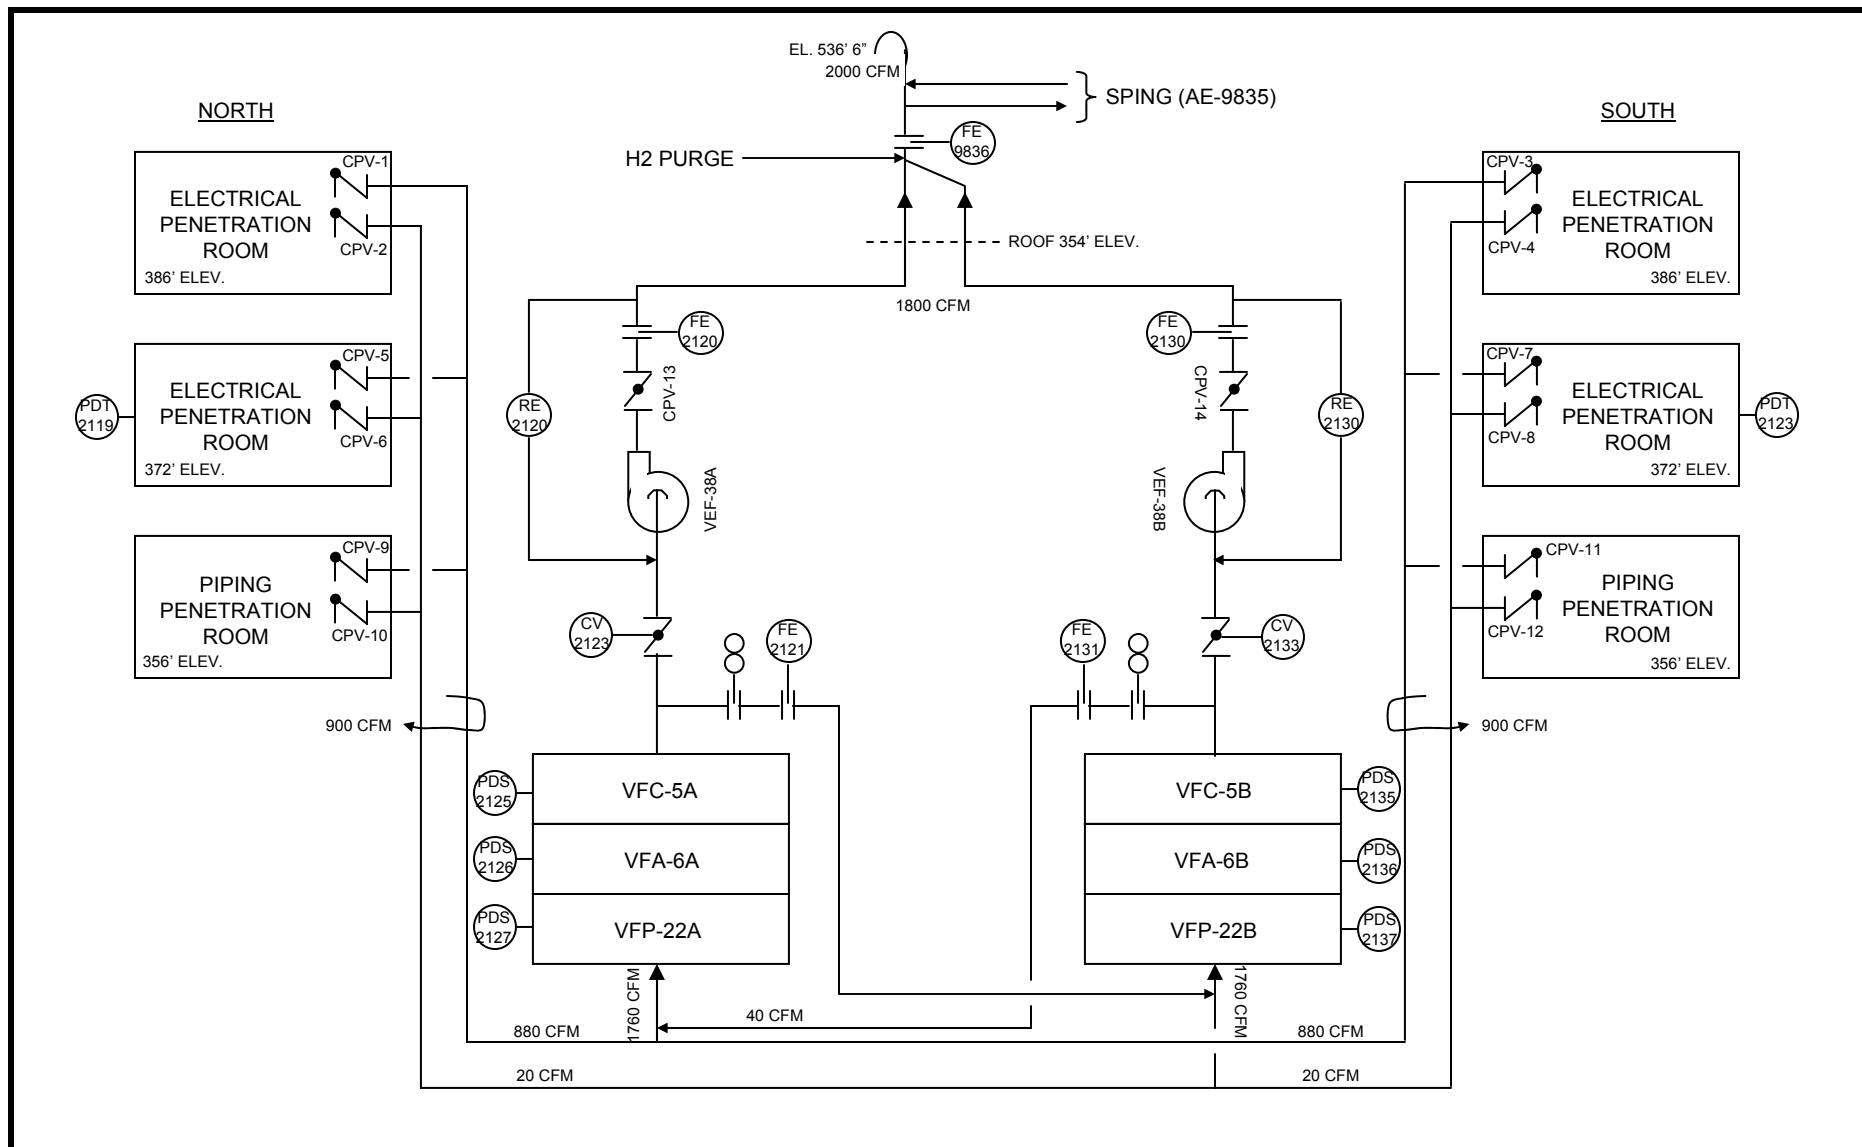 EL. 536’ 6”
2000 CFM
SPING (AE-9835)
NORTH
SOUTH
FE
9836
H2 PURGE
CPV-1
ELECTRICAL
PENETRATION
ROOM
CPV-2
386’ ELEV.
CPV-3
ELECTRICAL
PENETRATION
ROOM
CPV-4
386’ ELEV.
ROOF 354’ ELEV.
1800 CFM
FE
2120
FE
2130
CPV-13
CPV-14
RE
2120
RE
2130
CPV-5
ELECTRICAL
PENETRATION
ROOM
CPV-6
372’ ELEV.
PDT
2119
CPV-7
ELECTRICAL
PENETRATION
ROOM
CPV-8
372’ ELEV.
PDT
2123
VEF-38A
VEF-38B
CPV-9
PIPING
PENETRATION
ROOM
CPV-10
356’ ELEV.
CPV-11
PIPING
PENETRATION
ROOM
CPV-12
356’ ELEV.
CV
2123
FE
2121
FE
2131
CV
2133
900 CFM
900 CFM
PDS
2125
VFC-5A
VFC-5B
PDS
2135
PDS
2126
VFA-6A
VFA-6B
PDS
2136
PDS
2127
VFP-22A
VFP-22B
PDS
2137
1760 CFM
1760 CFM
40 CFM
880 CFM
880 CFM
20 CFM
20 CFM